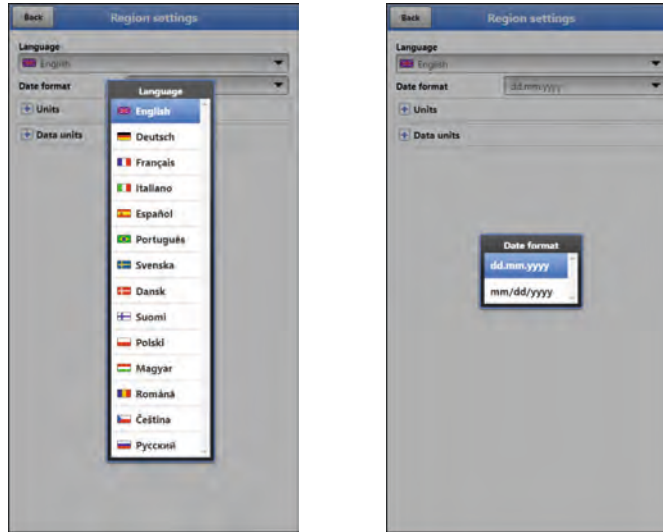 Back Region settings
Language
English
Date format
Units
Data units
Language
English
Deutsch
Français
Italiano
Español
Português
Svenska
Dansk
Suomi
Polski
Magyar
Română
Čeština
Русский
Back Region settings
Language
English
Date format dd.mm.yyyy
Units
Data units
Date format
dd.mm.yyyy
mm/dd/yyyy